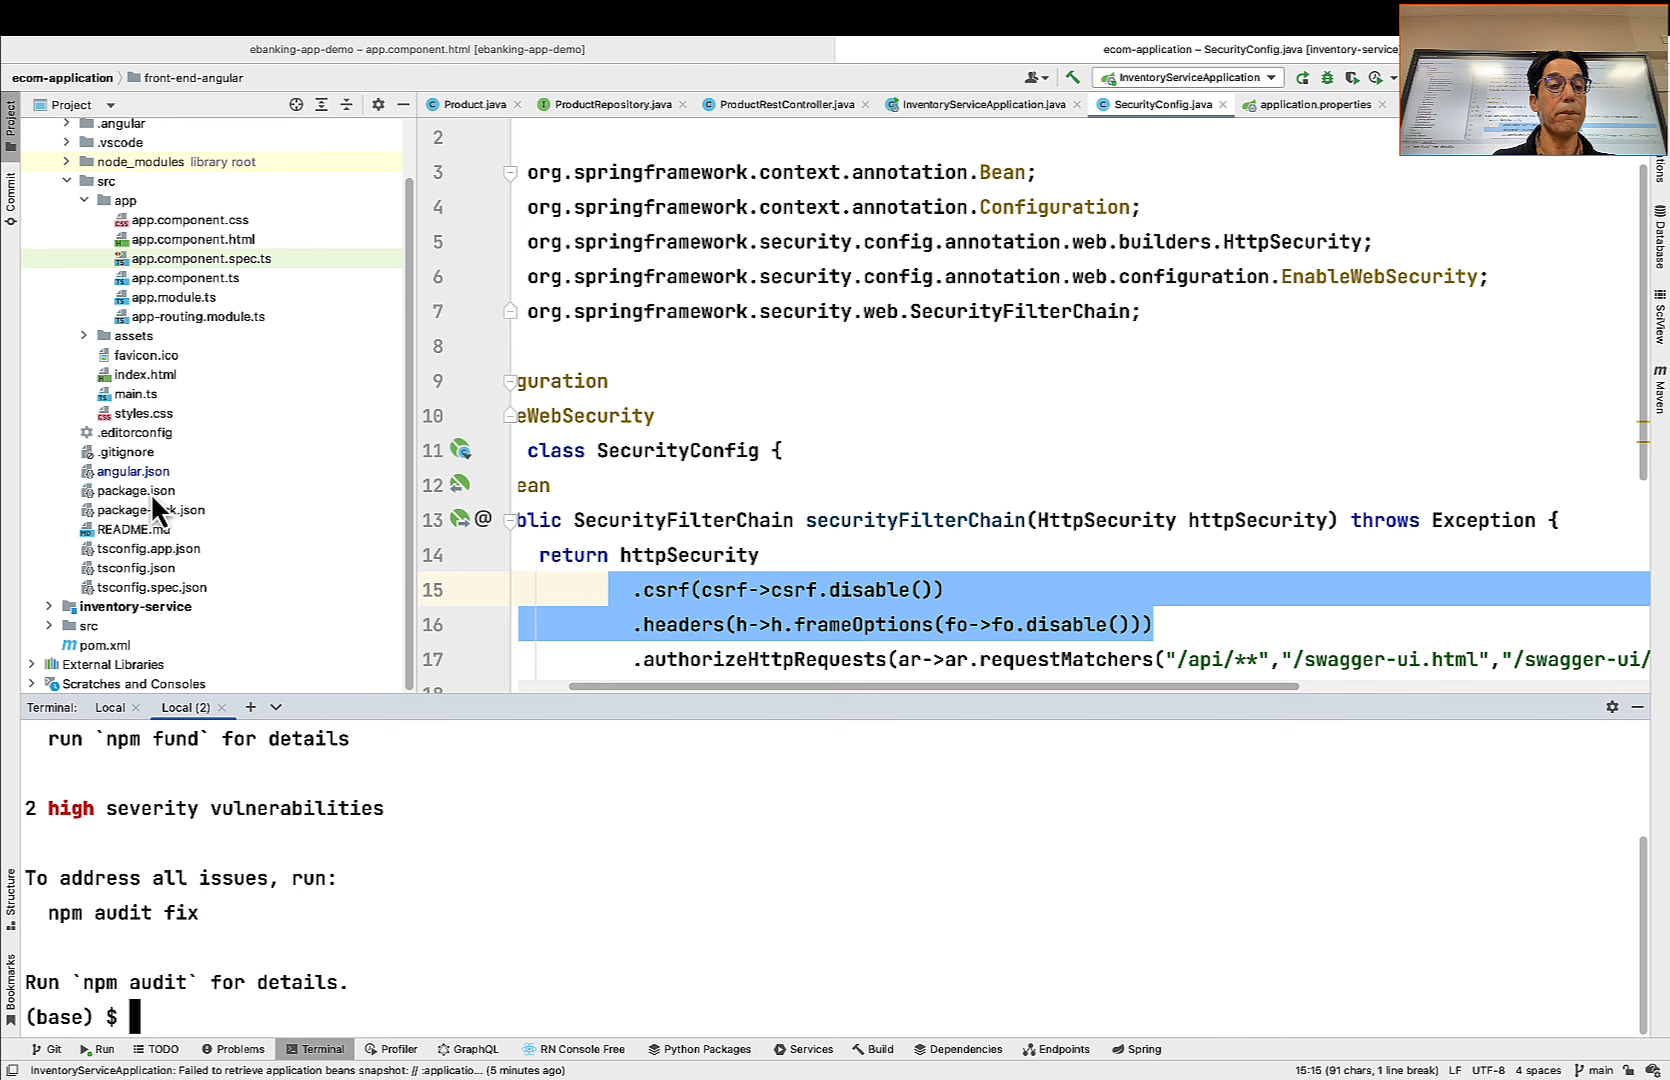 ebanking-app-demo – app.component.html [ebanking-app-demo]
ecom-application – SecurityConfig.java [inventory-service]
ecom-application
front-end-angular
InventoryServiceApplication
Project
Product.java
ProductRepository.java
ProductRestController.java
InventoryServiceApplication.java
SecurityConfig.java
application.properties
.angular
.vscode
node_modules library root
src
app
app.component.css
app.component.html
app.component.spec.ts
app.component.ts
app.module.ts
app-routing.module.ts
assets
favicon.ico
index.html
main.ts
styles.css
.editorconfig
.gitignore
angular.json
package.json
README.md
tsconfig.app.json
tsconfig.json
tsconfig.spec.json
inventory-service
src
pom.xml
External Libraries
Scratches and Consoles
2
3 org.springframework.context.annotation.Bean;
4 org.springframework.context.annotation.Configuration;
5 org.springframework.security.config.annotation.web.builders.HttpSecurity;
6 org.springframework.security.config.annotation.web.configuration.EnableWebSecurity;
7 org.springframework.security.web.SecurityFilterChain;
8
9 guration
10 eWebSecurity
11 class SecurityConfig {
12 ean
13 @ blic SecurityFilterChain securityFilterChain(HttpSecurity httpSecurity) throws Exception {
14 return httpSecurity
15 .csrf(csrf->csrf.disable())
16 .headers(h->h.frameOptions(fo->fo.disable()))
17 .authorizeHttpRequests(ar->ar.requestMatchers("/api/**","/swagger-ui.html","/swagger-ui/
18
Project
Commit
Structure
Bookmarks
Database
SciView
Maven
Terminal: Local Local (2)
run `npm fund` for details
2 high severity vulnerabilities
To address all issues, run:
npm audit fix
Run `npm audit` for details.
(base) $
Git Run TODO Problems Terminal Profiler GraphQL RN Console Free Python Packages Services Build Dependencies Endpoints Spring
InventoryServiceApplication: Failed to retrieve application beans snapshot: // :applicatio... (5 minutes ago)
15:15 (91 chars, 1 line break) LF UTF-8 4 spaces main